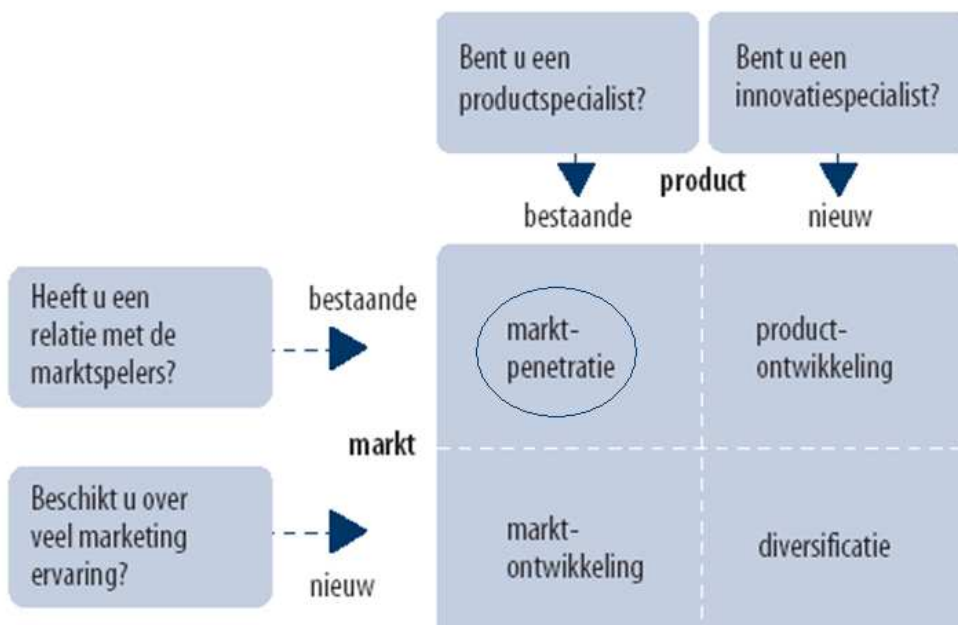 Bent u een
productspecialist?
Bent u een
innovatiespecialist?
product
bestaande
nieuw
Heeft u een
relatie met de
marktspelers?
bestaande
markt-
penetratie
product-
ontwikkeling
markt
Beschikt u over
veel marketing
ervaring?
nieuw
markt-
ontwikkeling
diversificatie